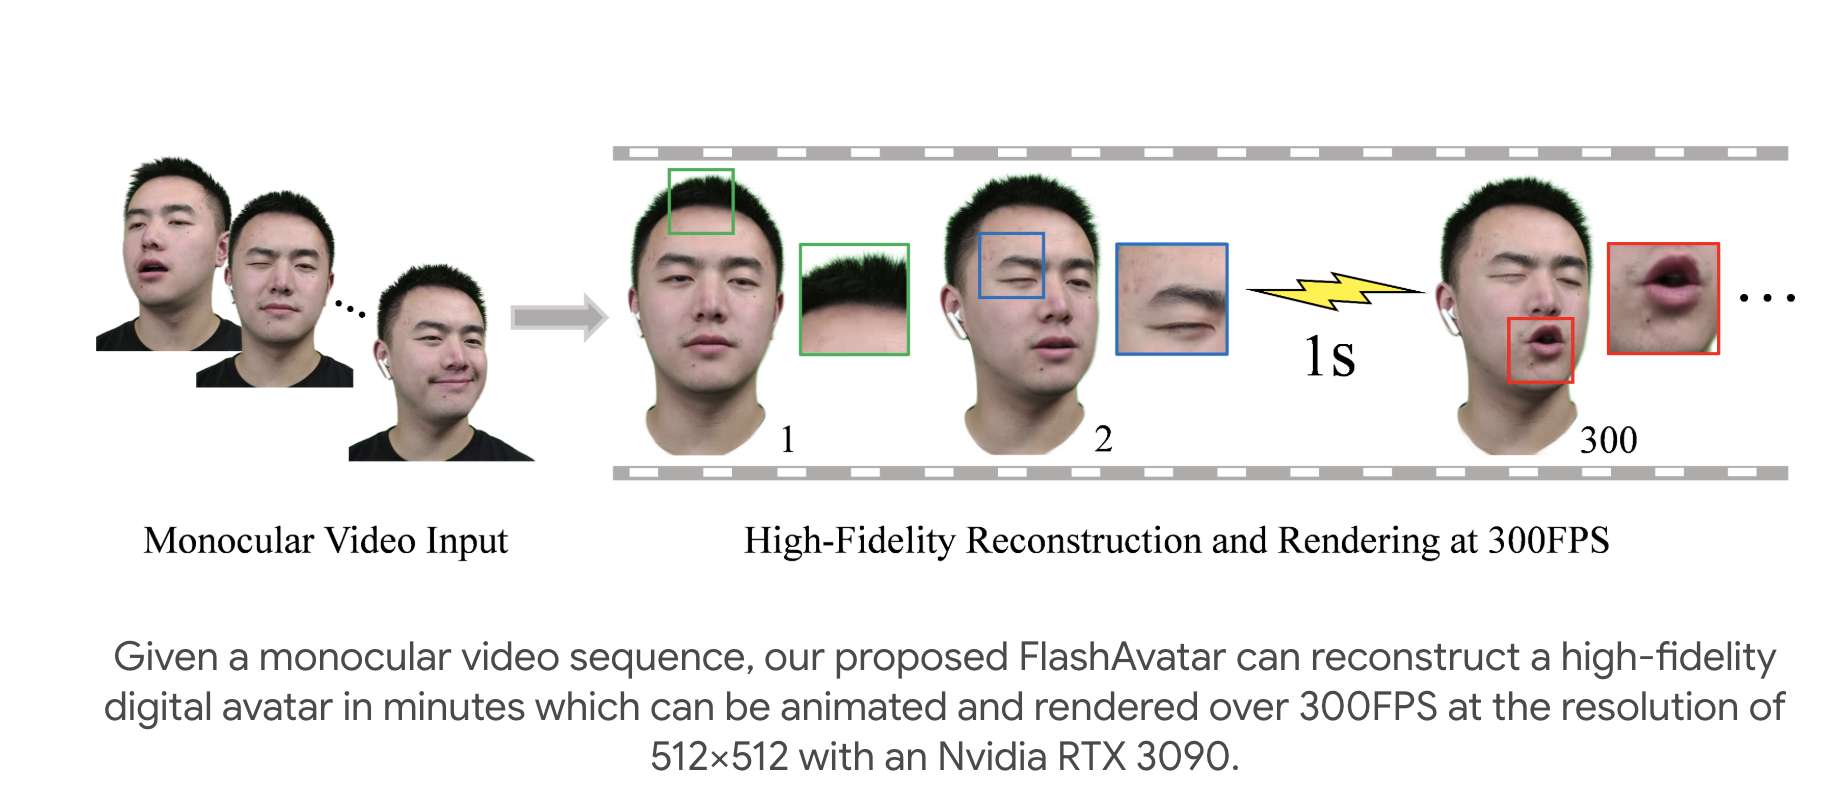 1
2
1s
300
Monocular Video Input
High-Fidelity Reconstruction and Rendering at 300FPS
Given a monocular video sequence, our proposed FlashAvatar can reconstruct a high-fidelity
digital avatar in minutes which can be animated and rendered over 300FPS at the resolution of
512×512 with an Nvidia RTX 3090.